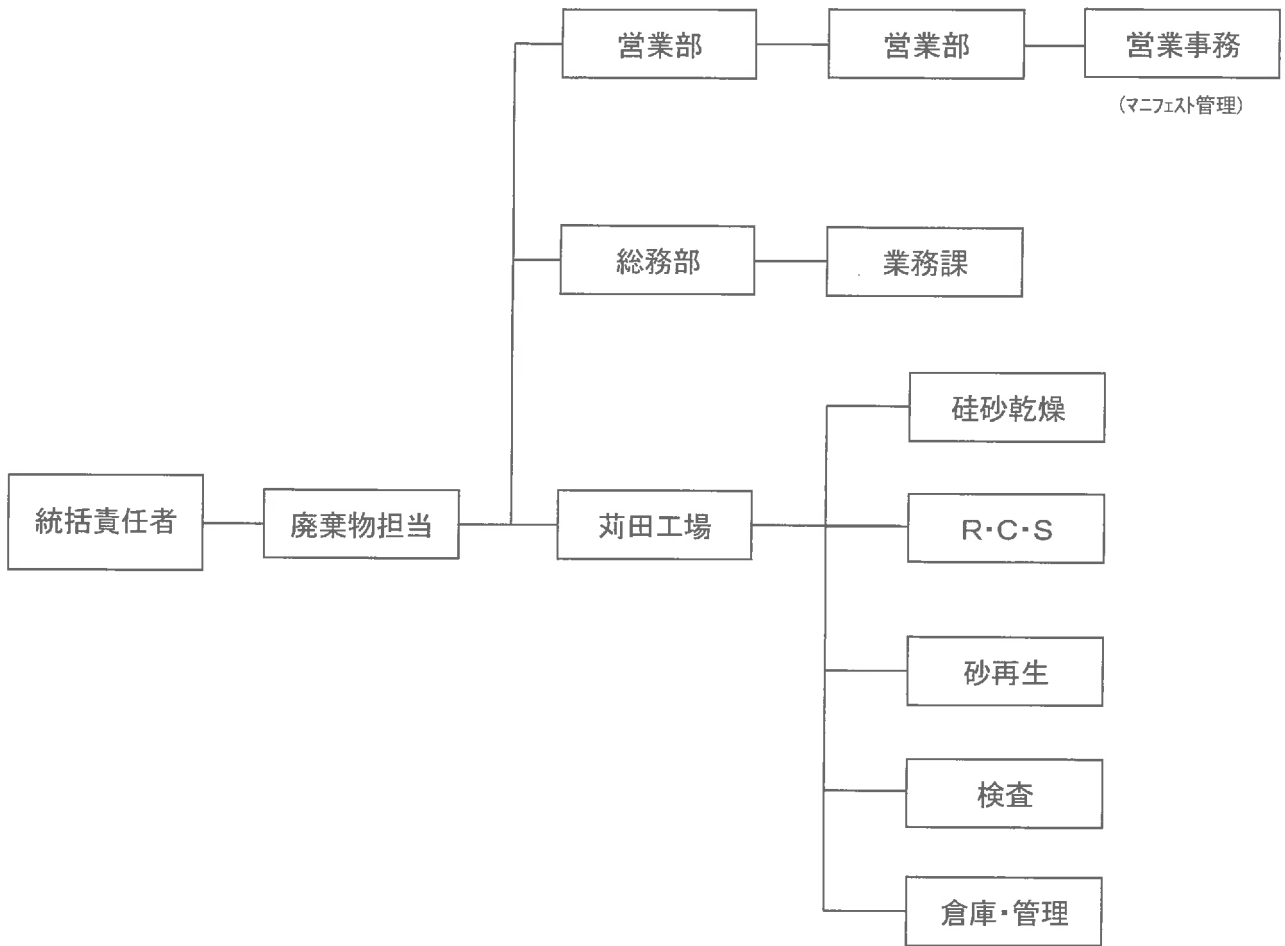 営業部
営業部
営業事務
(マニフェスト管理)
総務部
業務課
硅砂乾燥
統括責任者
廃棄物担当
苅田工場
R・C・S
砂再生
検査
倉庫・管理